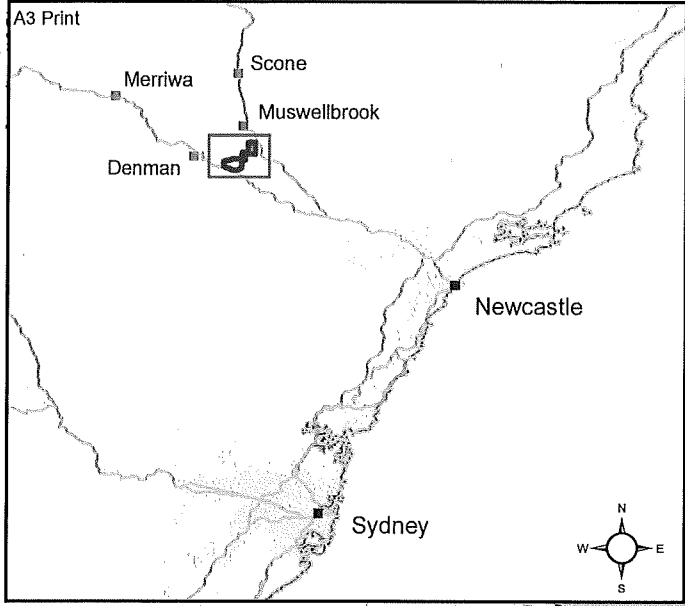 A3 Print
Scone
Merriwa
Muswellbrook
Denman
Newcastle
Sydney
N
W
E
S